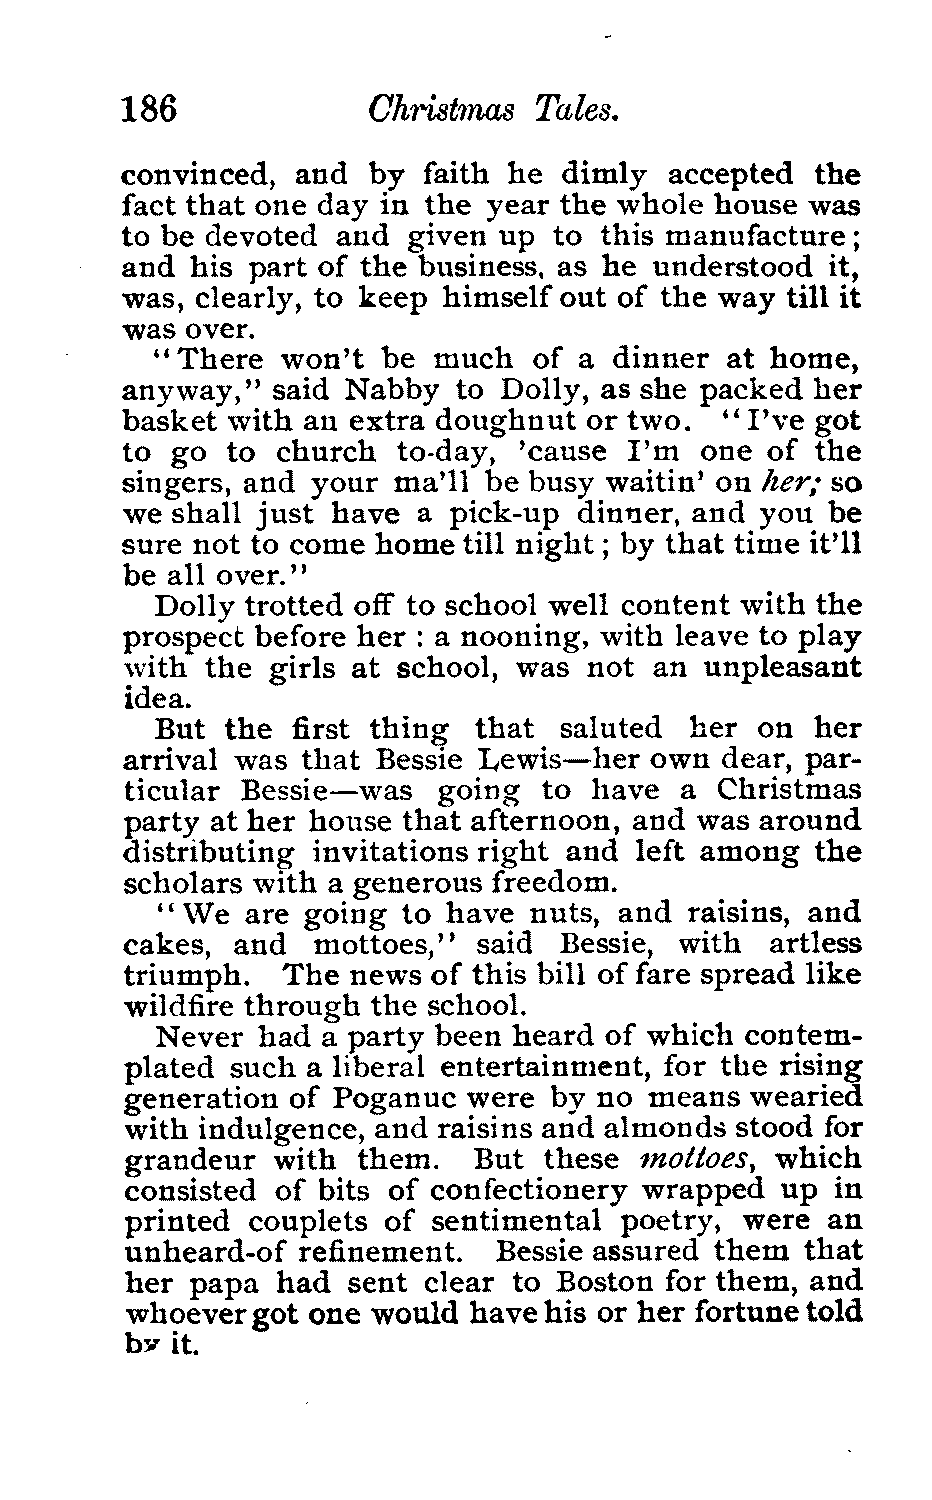 186 Christmas Tales.
convinced, and by faith he dimly accepted the
fact that one day in the year the whole house was
to be devoted and given up to this manufacture;
and his part of the business, as he understood it,
was, clearly, to keep himself out of the way till it
was over.
"There won't be much of a dinner at home,
anyway," said Nabby to Dolly, as she packed her
basket with an extra doughnut or two. "I've got
to go to church to-day, 'cause I'm one of the
singers, and your ma'll be busy waitin' on her; so
we shall just have a pick-up dinner, and you be
sure not to come home till night; by that time it'll
be all over."
Dolly trotted off to school well content with the
prospect before her : a nooning, with leave to play
with the girls at school, was not an unpleasant
idea.
But the first thing that saluted her on her
arrival was that Bessie Lewis—her own dear, par-
ticular Bessie—was going to have a Christmas
party at her house that afternoon, and was around
distributing invitations right and left among the
scholars with a generous freedom.
"We are going to have nuts, and raisins, and
cakes, and mottoes," said Bessie, with artless
triumph. The news of this bill of fare spread like
wildfire through the school.
Never had a party been heard of which contem-
plated such a liberal entertainment, for the rising
generation of Poganuc were by no means wearied
with indulgence, and raisins and almonds stood for
grandeur with them. But these mottoes, which
consisted of bits of confectionery wrapped up in
printed couplets of sentimental poetry, were an
unheard-of refinement. Bessie assured them that
her papa had sent clear to Boston for them, and
whoever got one would have his or her fortune told
by it.